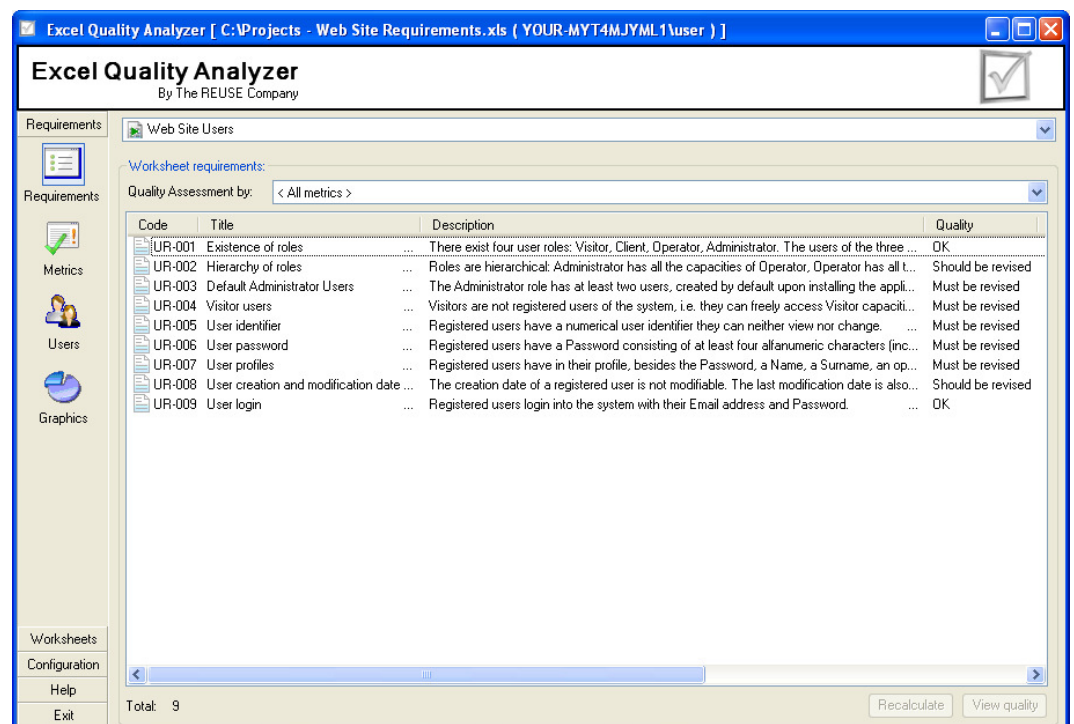 Excel Quality Analyzer [ C:\Projects - Web Site Requirements.xls ( YOUR-MYT4MJYML1\user ) ]
Excel Quality Analyzer
By The REUSE Company
Requirements
Web Site Users
Requirements
Metrics
Users
Graphics
Worksheet requirements:
Quality Assessment by: < All metrics >
Code Title Description Quality
UR-001 Existence of roles ... There exist four user roles: Visitor, Client, Operator, Administrator. The users of the three ... OK
UR-002 Hierarchy of roles ... Roles are hierarchical: Administrator has all the capacities of Operator, Operator has all t... Should be revised
UR-003 Default Administrator Users ... The Administrator role has at least two users, created by default upon installing the appli... Must be revised
UR-004 Visitor users ... Visitors are not registered users of the system, i.e. they can freely access Visitor capaciti... Must be revised
UR-005 User identifier ... Registered users have a numerical user identifier they can neither view nor change. ... Must be revised
UR-006 User password ... Registered users have a Password consisting of at least four alfanumeric characters (inc... Must be revised
UR-007 User profiles ... Registered users have in their profile, besides the Password, a Name, a Surname, an op... Must be revised
UR-008 User creation and modification date ... The creation date of a registered user is not modifiable. The last modification date is also... Should be revised
UR-009 User login ... Registered users login into the system with their Email address and Password. ... OK
Worksheets
Configuration
Help
Exit
Total: 9
Recalculate
View quality